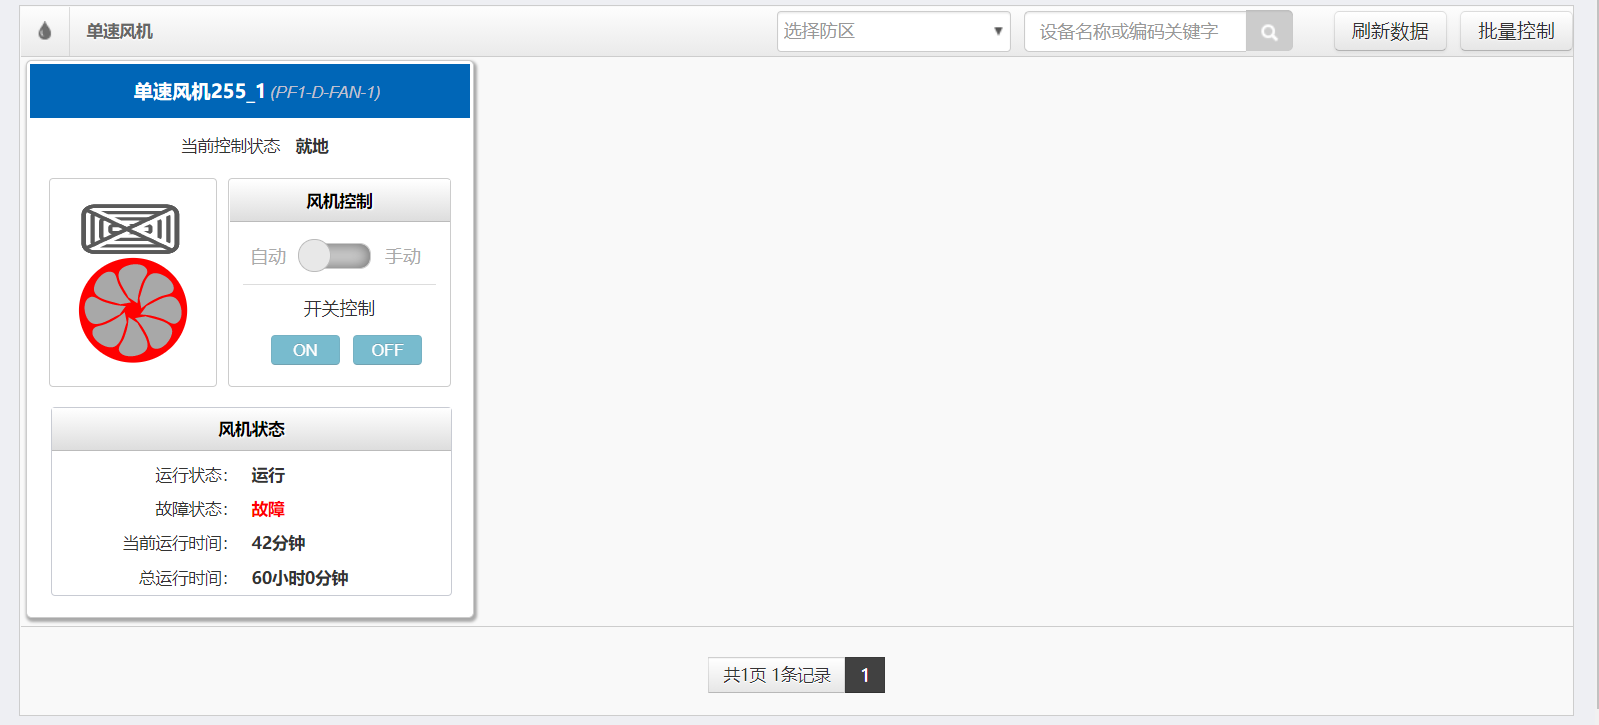 单速风机
选择防区
设备名称或编码关键字
刷新数据
批量控制
单速风机255_1 (PF1-D-FAN-1)
当前控制状态 就地
风机控制
自动 手动
开关控制
ON OFF
风机状态
运行状态： 运行
故障状态： 故障
当前运行时间： 42分钟
总运行时间： 60小时0分钟
共1页 1条记录 1